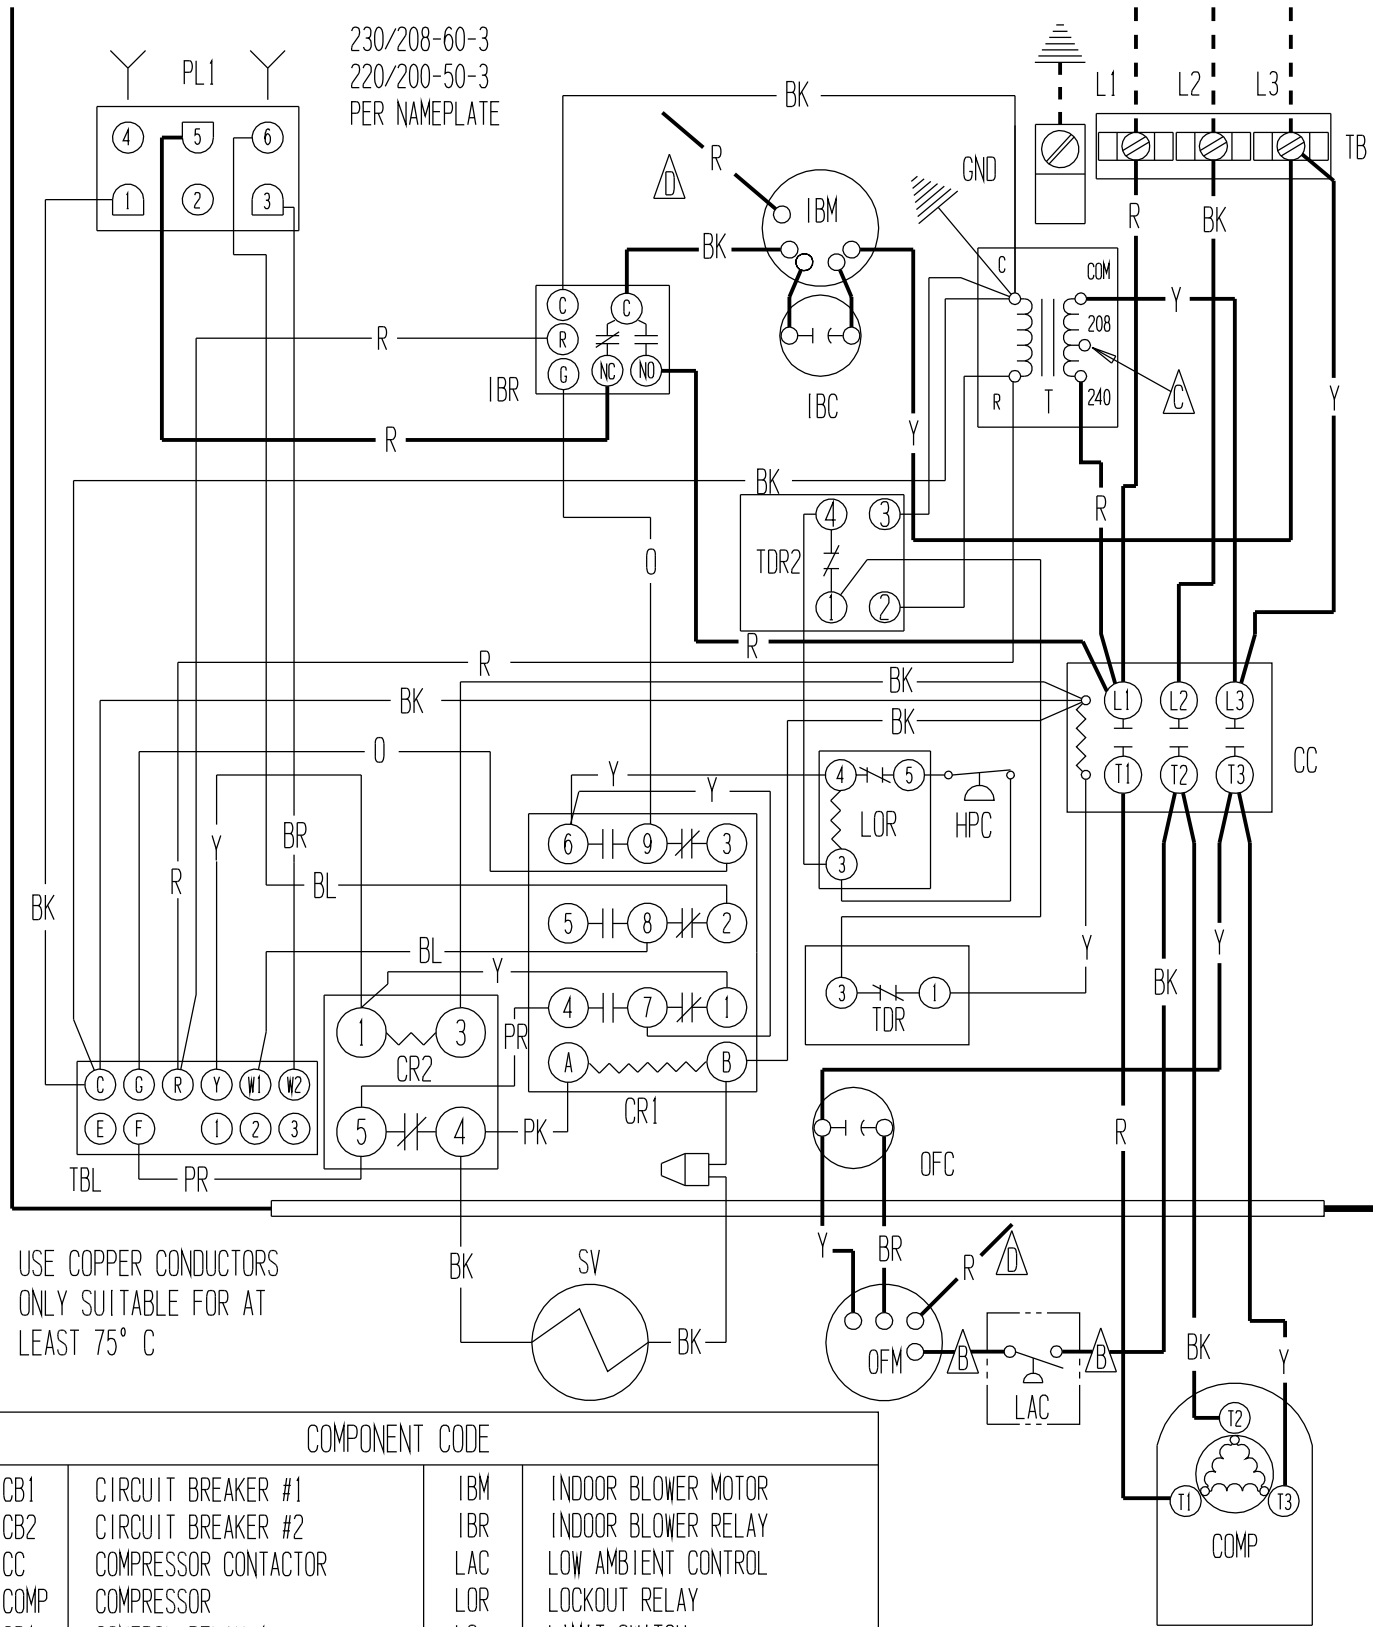 230/208-60-3
220/200-50-3
PER NAMEPLATE
PL1
4 5 6
1 2 3
BK
R
D
IBM
GND
L1 L2 L3
TB
R
BK
BK
C C
R
G NC NO
IBR
IBC
C COM
208
240
R T
Y
C
Y
R
R
Y
BK
R
TDR2
4 3
1 2
O
R
R
BK
BK
BK
L1 L2 L3
T1 T2 T3
CC
O
Y
Y
4 5
LOR
3
HPC
Y
BR
R
BL
BK
6 9 3
5 8 2
4 7 1
A B
CR1
BL
Y
PR
1 3
CR2
5 4
PK
3 1
TDR
Y
BK
Y
C G R Y W1 W2
E F 1 2 3
TBL
PR
OFC
R
Y
BR
R
D
BK
SV
BK
OFM
B
B
LAC
BK
Y
T2
T1 T3
COMP
USE COPPER CONDUCTORS
ONLY SUITABLE FOR AT
LEAST 75° C
COMPONENT CODE
CB1 CIRCUIT BREAKER #1 IBM INDOOR BLOWER MOTOR
CB2 CIRCUIT BREAKER #2 IBR INDOOR BLOWER RELAY
CC COMPRESSOR CONTACTOR LAC LOW AMBIENT CONTROL
COMP COMPRESSOR LOR LOCKOUT RELAY